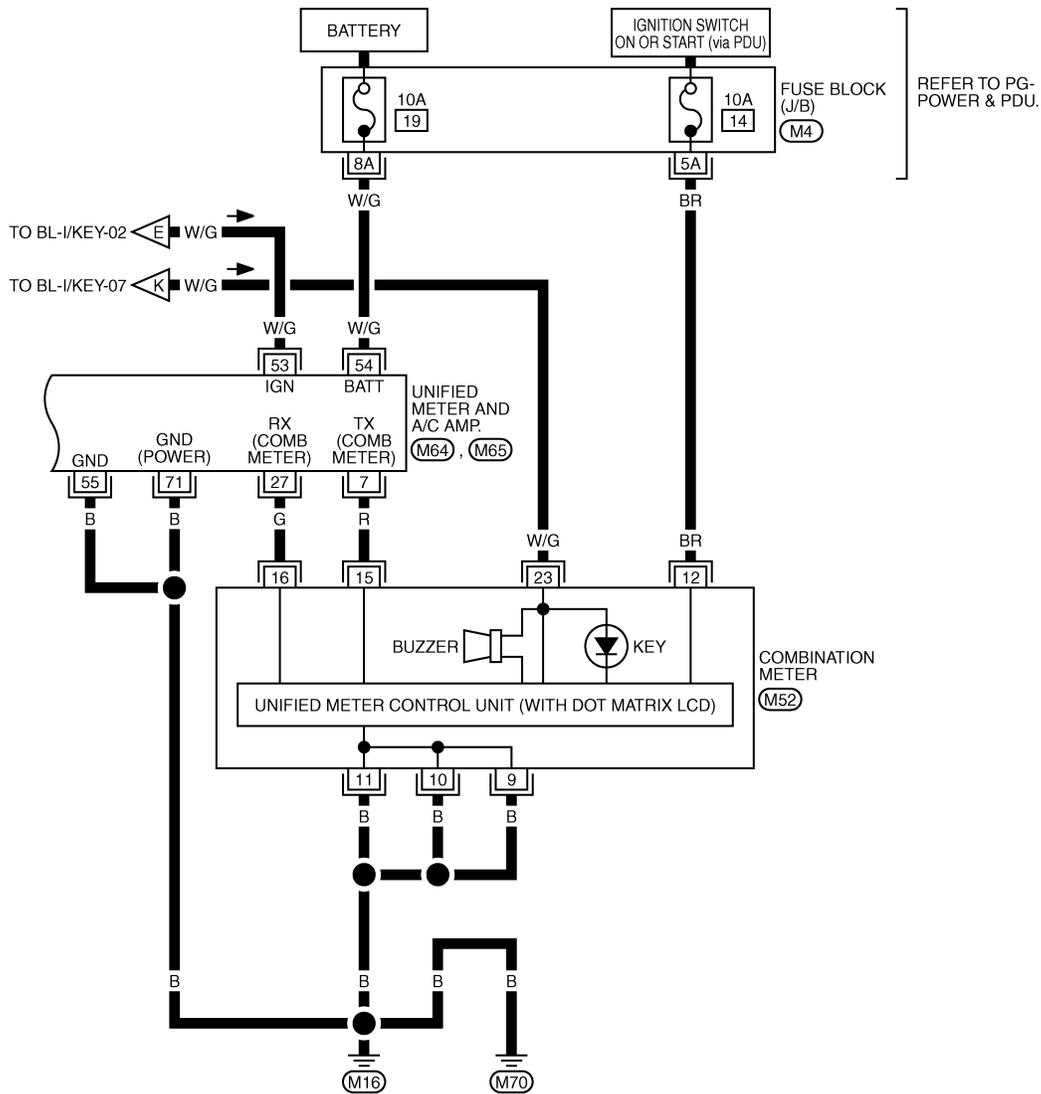 BATTERY
IGNITION SWITCH
ON OR START (via PDU)
10A
19
10A
14
FUSE BLOCK
(J/B)
M4
REFER TO PG-
POWER & PDU.
8A
5A
W/G
BR
TO BL-I/KEY-02
E
W/G
TO BL-I/KEY-07
K
W/G
W/G
W/G
53
54
IGN
BATT
UNIFIED
METER AND
A/C AMP.
M64 , M65
RX
(COMB
METER)
TX
(COMB
METER)
GND
(POWER)
GND
55
71
27
7
B
B
G
R
W/G
BR
16
15
23
12
BUZZER
KEY
COMBINATION
METER
M52
UNIFIED METER CONTROL UNIT (WITH DOT MATRIX LCD)
11
10
9
B
B
B
B
B
B
B
M16
M70